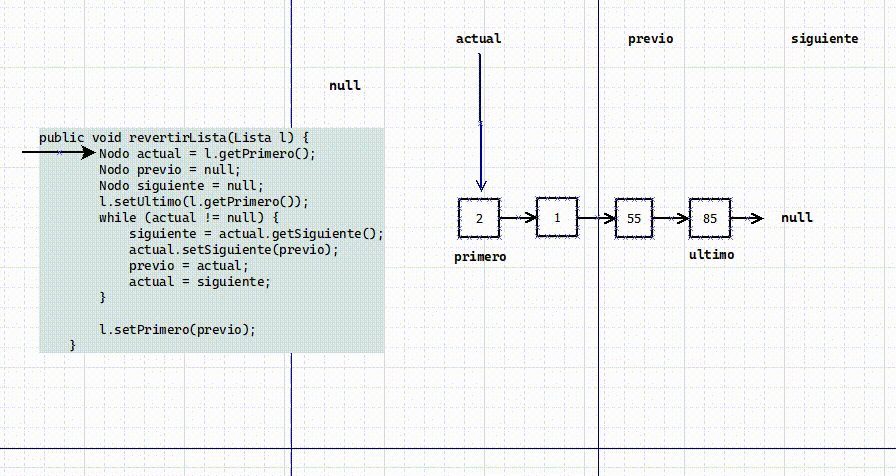 actual previo siguiente
null
public void revertirLista(Lista l) {
Nodo actual = l.getPrimero();
Nodo previo = null;
Nodo siguiente = null;
l.setUltimo(l.getPrimero());
while (actual != null) {
siguiente = actual.getSiguiente();
actual.setSiguiente(previo);
previo = actual;
actual = siguiente;
}
l.setPrimero(previo);
}
2 1 55 85 null
primero ultimo